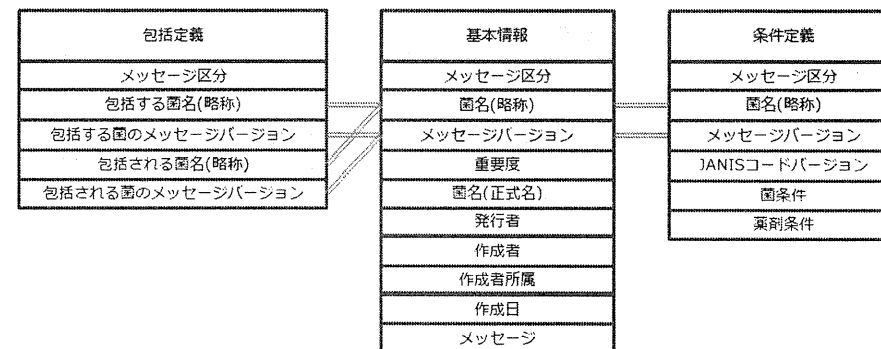 包括定義
メッセージ区分
包括する菌名(略称)
包括する菌のメッセージバージョン
包括される菌名(略称)
包括される菌のメッセージバージョン
基本情報
メッセージ区分
菌名(略称)
メッセージバージョン
重要度
菌名(正式名)
発行者
作成者
作成者所属
作成日
メッセージ
条件定義
メッセージ区分
菌名(略称)
メッセージバージョン
JANISコードバージョン
菌条件
薬剤条件